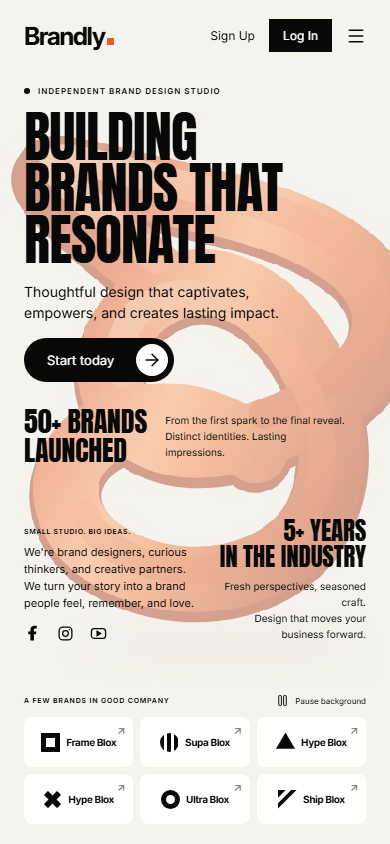 Brandly.
Sign Up
Log In
INDEPENDENT BRAND DESIGN STUDIO
BUILDING
BRANDS THAT
RESONATE
Thoughtful design that captivates,
empowers, and creates lasting impact.
Start today
50+ BRANDS
LAUNCHED
From the first spark to the final reveal.
Distinct identities. Lasting
impressions.
SMALL STUDIO. BIG IDEAS.
We're brand designers, curious
thinkers, and creative partners.
We turn your story into a brand
people feel, remember, and love.
5+ YEARS
IN THE INDUSTRY
Fresh perspectives, seasoned
craft.
Design that moves your
business forward.
A FEW BRANDS IN GOOD COMPANY
Pause background
Frame Blox
Supa Blox
Hype Blox
Hype Blox
Ultra Blox
Ship Blox